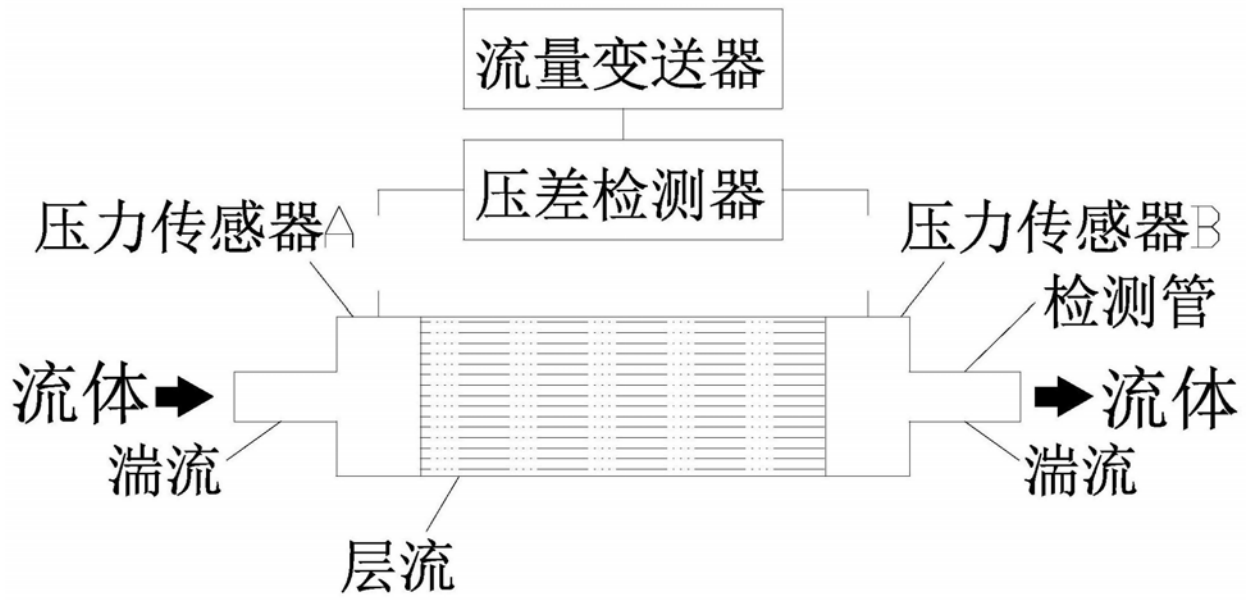 流量变送器
压差检测器
压力传感器A
压力传感器B
检测管
流体
流体
湍流
湍流
层流